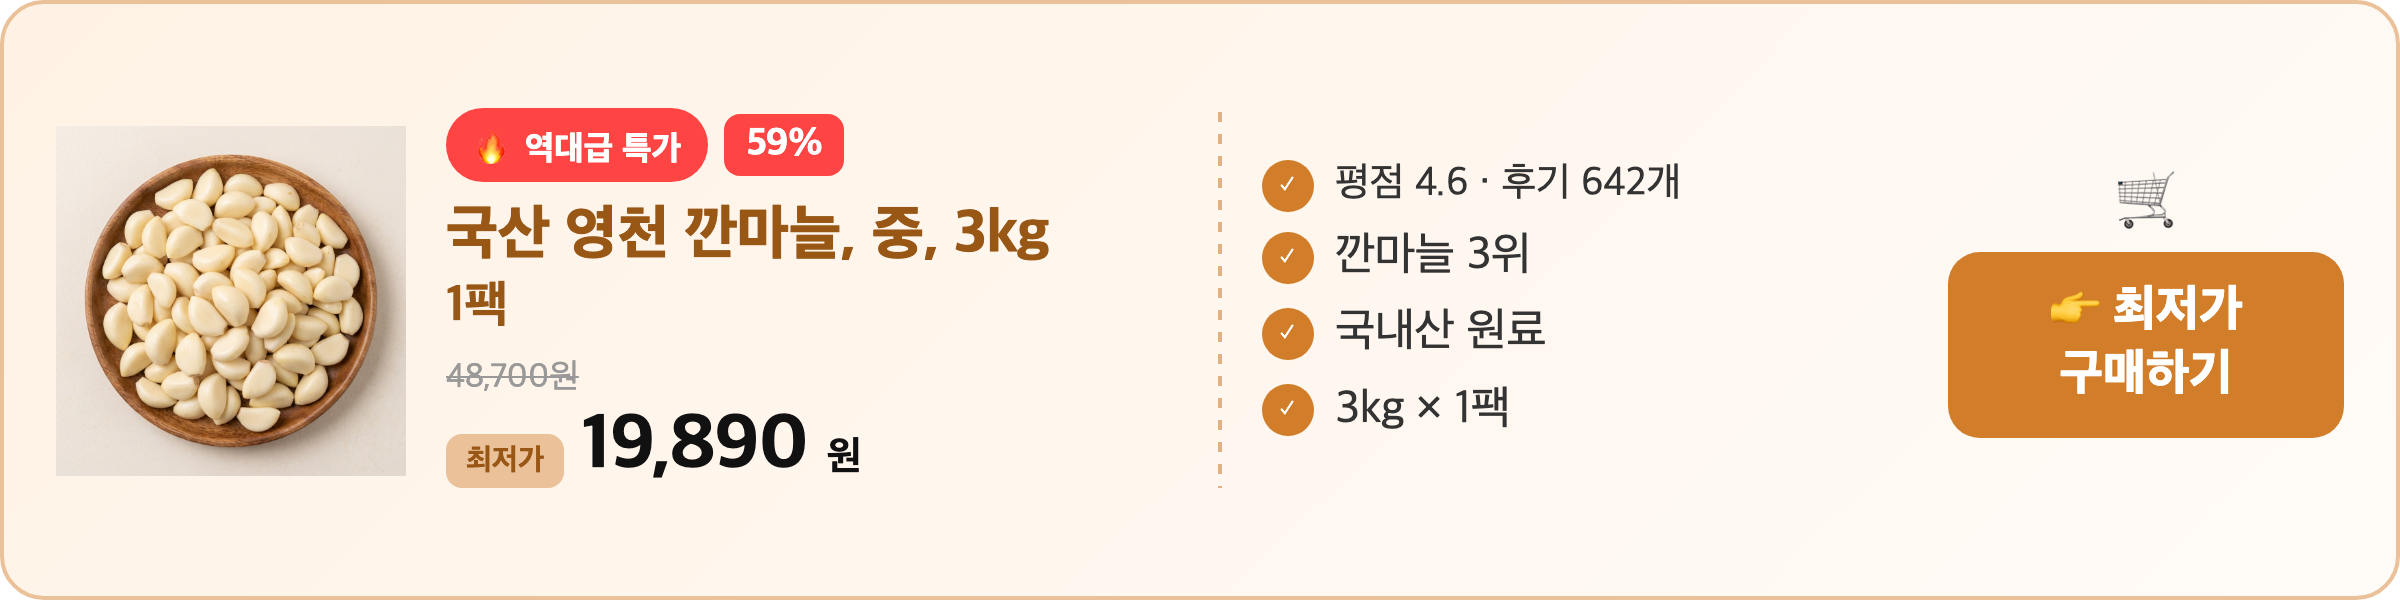 역대급 특가
59%
국산 영천 깐마늘, 중, 3kg
1팩
48,700원
최저가 19,890 원
평점 4.6 · 후기 642개
깐마늘 3위
국내산 원료
3kg × 1팩
최저가
구매하기